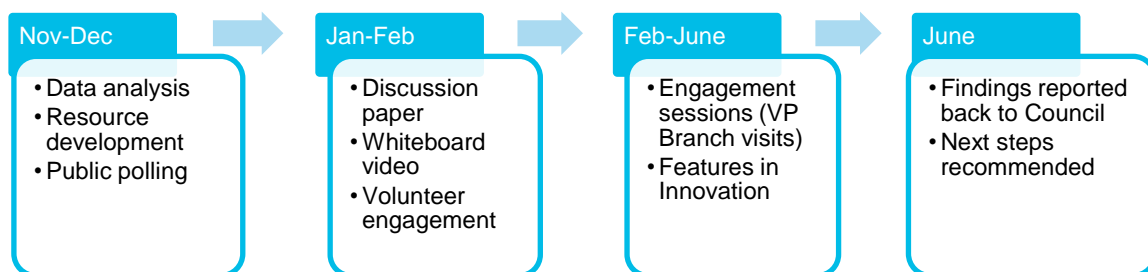 Nov-Dec
• Data analysis
• Resource
development
• Public polling
Jan-Feb
• Discussion
paper
• Whiteboard
video
• Volunteer
engagement
Feb-June
• Engagement
sessions (VP
Branch visits)
• Features in
Innovation
June
• Findings reported
back to Council
• Next steps
recommended